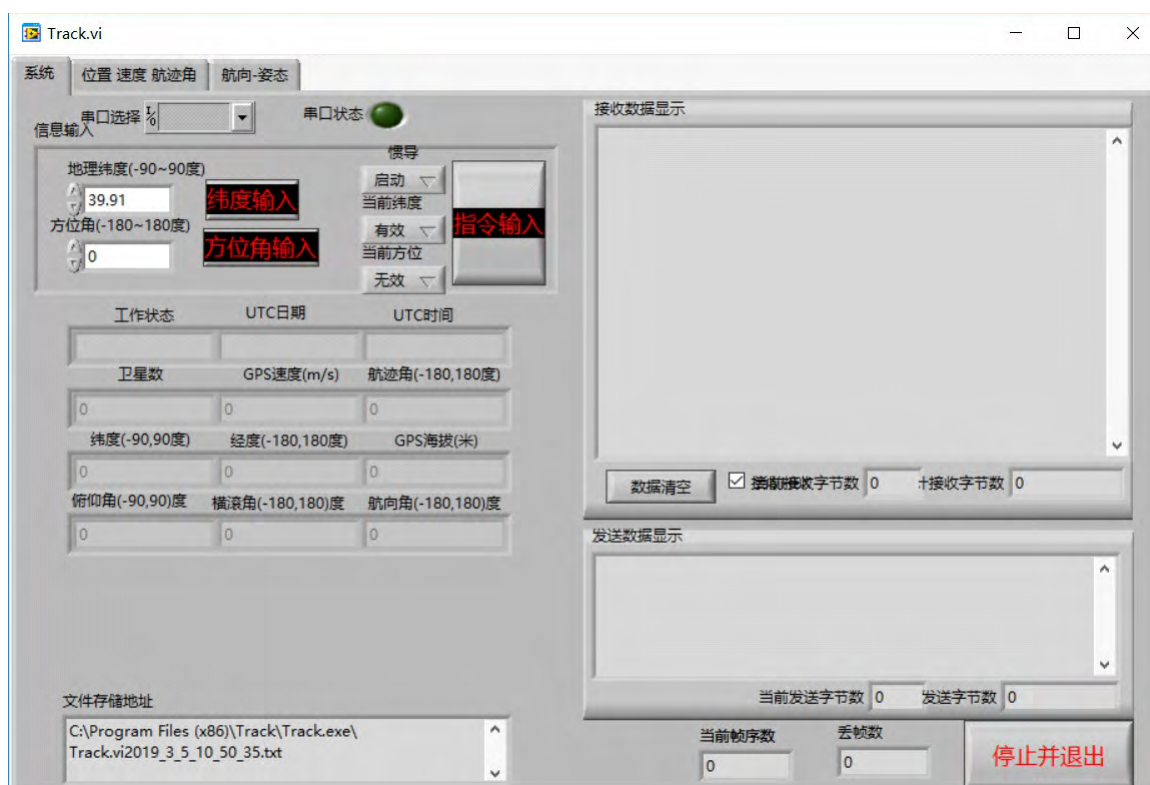 Track.vi
系统 位置 速度 航迹角 航向-姿态
串口选择 串口状态
信息输入
地理纬度(-90~90度)
39.91
纬度输入
方位角(-180~180度)
0
方位角输入
惯导
启动
当前纬度
有效
当前方位
无效
指令输入
工作状态 UTC日期 UTC时间
卫星数 GPS速度(m/s) 航迹角(-180,180度)
0 0 0
纬度(-90,90度) 经度(-180,180度) GPS海拔(米)
0 0 0
俯仰角(-90,90)度 横滚角(-180,180)度 航向角(-180,180)度
0 0 0
文件存储地址
C:\Program Files (x86)\Track\Track.exe\
Track.vi2019_3_5_10_50_35.txt
接收数据显示
数据清空 字节数 0 接收字节数 0
发送数据显示
当前发送字节数 0 发送字节数 0
当前帧序数 丢帧数
0 0
停止并退出